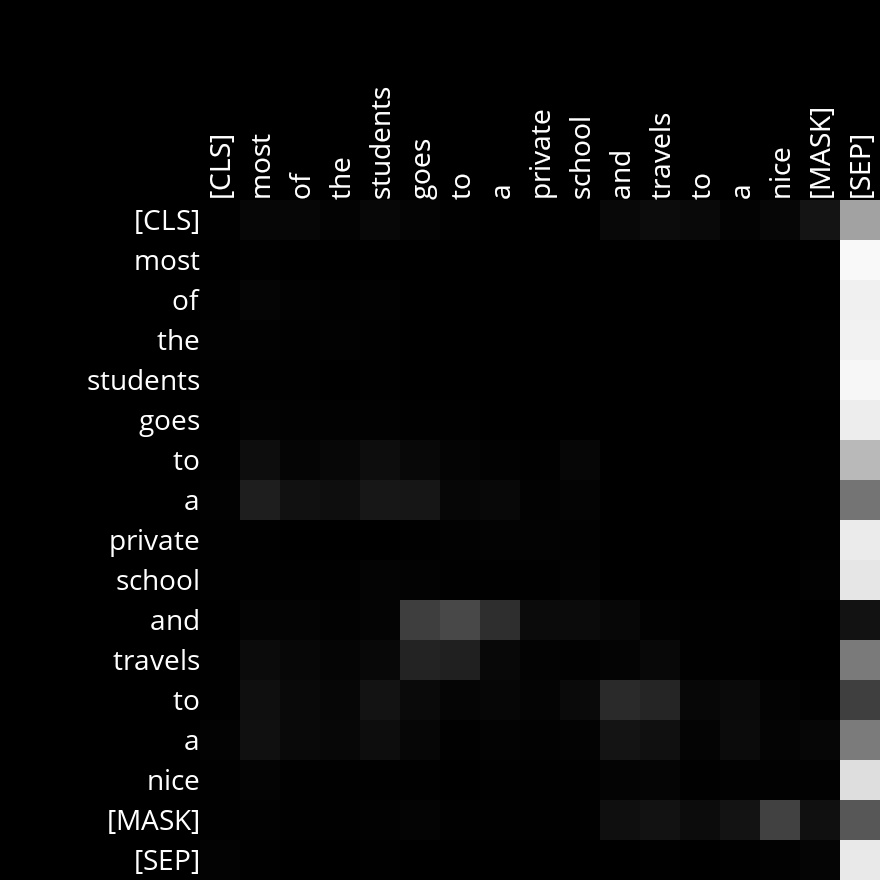 [CLS] most of the students goes to a private school and travels to a nice [MASK] [SEP]
[CLS]
most
of
the
students
goes
to
a
private
school
and
travels
to
a
nice
[MASK]
[SEP]